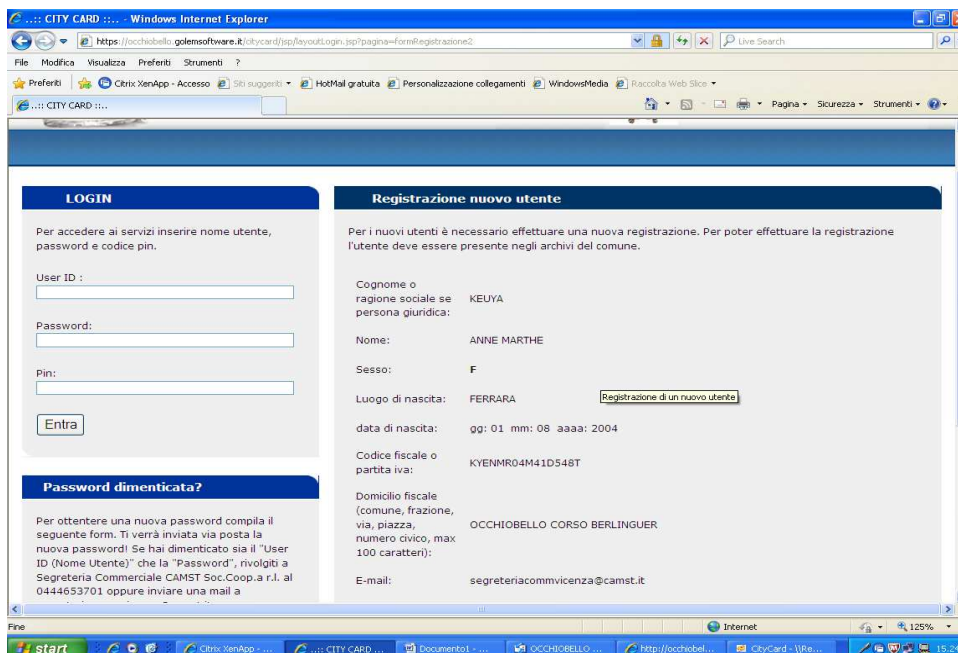 ..:: CITY CARD ::.. - Windows Internet Explorer
https://occhiobello.golemsoftware.it/citycard/jsp/layoutLogin.jsp?pagina=formRegistrazione2
Live Search
File Modifica Visualizza Preferiti Strumenti ?
Preferiti Citrix XenApp - Accesso Siti suggeriti HotMail gratuita Personalizzazione collegamenti WindowsMedia Raccolta Web Slice
..:: CITY CARD ::..
Pagina Sicurezza Strumenti
LOGIN
Per accedere ai servizi inserire nome utente,
password e codice pin.
User ID :
Password:
Pin:
Entra
Password dimenticata?
Per ottentere una nuova password compila il
seguente form. Ti verrà inviata via posta la
nuova password! Se hai dimenticato sia il "User
ID (Nome Utente)" che la "Password", rivolgiti a
Segreteria Commerciale CAMST Soc.Coop.a r.l. al
0444653701 oppure inviare una mail a
Registrazione nuovo utente
Per i nuovi utenti è necessario effettuare una nuova registrazione. Per poter effettuare la registrazione
l'utente deve essere presente negli archivi del comune.
Cognome o
ragione sociale se
persona giuridica:
KEUYA
Nome: ANNE MARTHE
Sesso: F
Luogo di nascita: FERRARA
Registrazione di un nuovo utente
data di nascita: gg: 01 mm: 08 aaaa: 2004
Codice fiscale o
partita iva:
KYENMR04M41D548T
Domicilio fiscale
(comune, frazione,
via, piazza,
numero civico, max
100 caratteri):
OCCHIOBELLO CORSO BERLINGUER
E-mail: segreteriacommvicenza@camst.it
Fine Internet 125%
start Citrix XenApp - ... ..:: CITY CARD ... Documento1 - ... OCCHIOBELLO ... http://occhiobel... CityCard - \\Re... 15.24